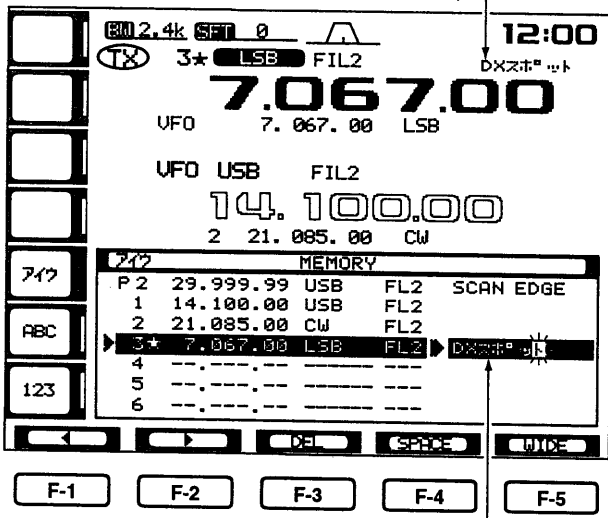 BW 2.4k SFT 0 12:00
TX 3★ LSB FIL2 DXスポット
7.067.00
VFO 7.067.00 LSB
VFO USB FIL2
14.100.00
2 21.085.00 CW
アイウ MEMORY
P2 29.999.99 USB FL2 SCAN EDGE
1 14.100.00 USB FL2
2 21.085.00 CW FL2
3★ 7.067.00 LSB FL2 DXスポット
4 --.---.-- ----- ---
5 --.---.-- ----- ---
6 --.---.-- ----- ---
アイウ
ABC
123
◀ ▶ DEL SPACE WIDE
F-1 F-2 F-3 F-4 F-5